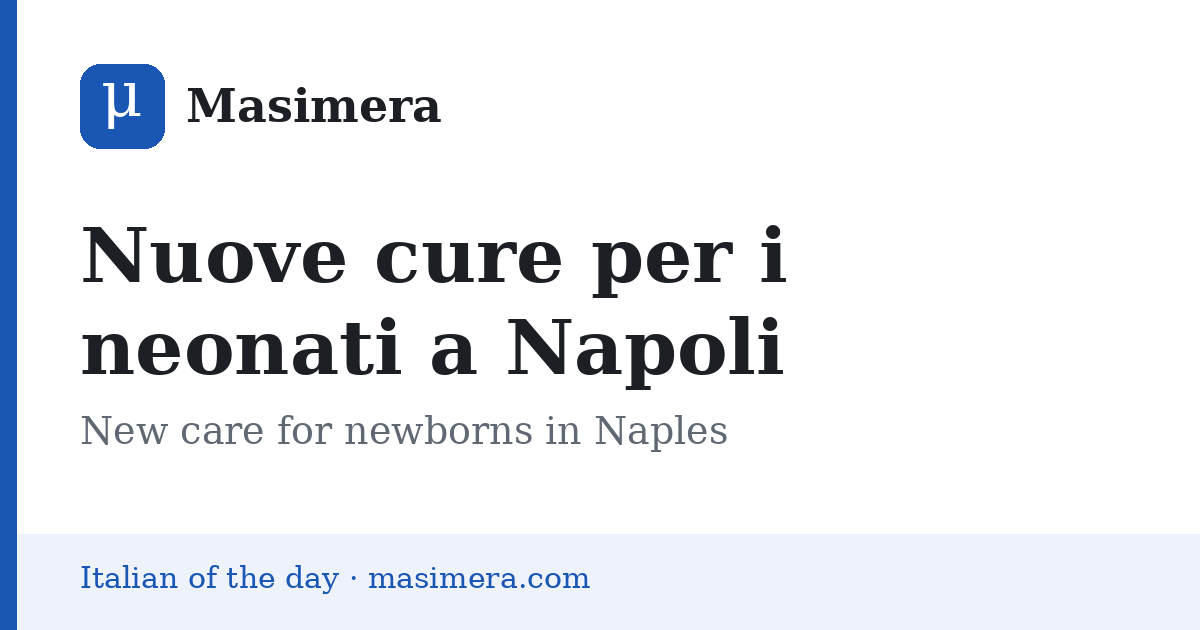 μ Masimera
Nuove cure per i
neonati a Napoli
New care for newborns in Naples
Italian of the day · masimera.com